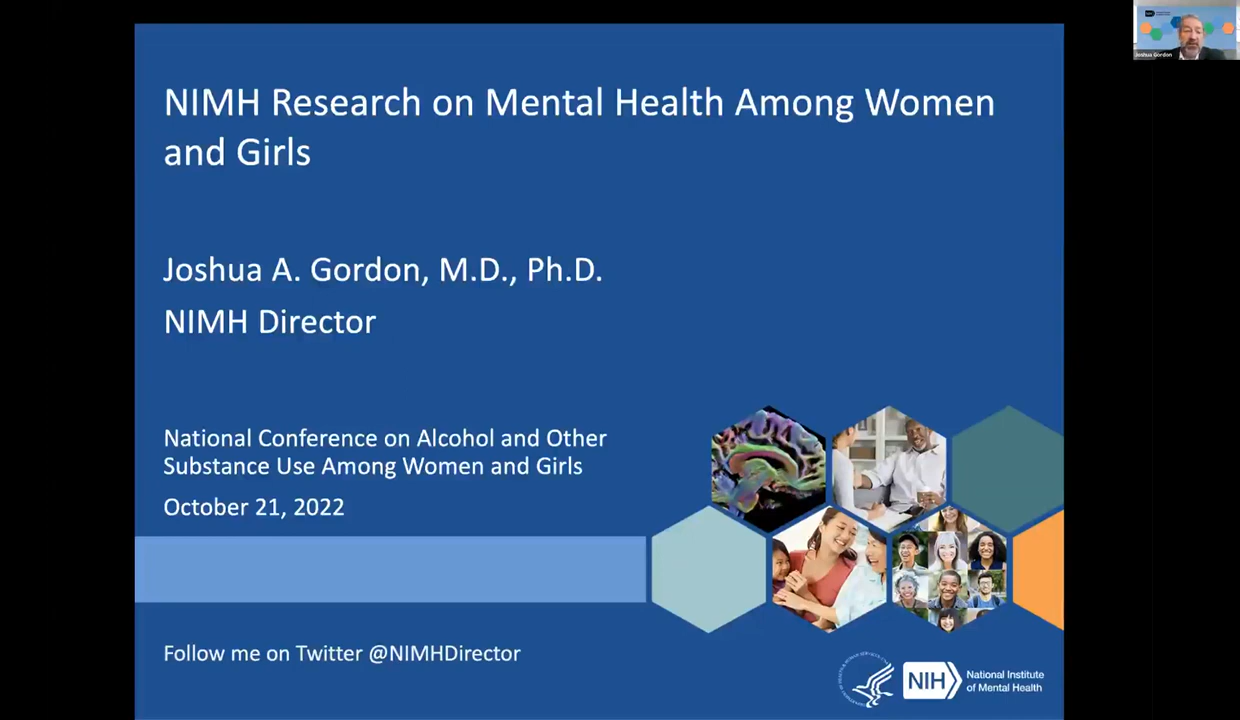 NIMH Research on Mental Health Among Women
and Girls
Joshua A. Gordon, M.D., Ph.D.
NIMH Director
National Conference on Alcohol and Other
Substance Use Among Women and Girls
October 21, 2022
Follow me on Twitter @NIMHDirector
NIH
National Institute
of Mental Health
Joshua Gordon